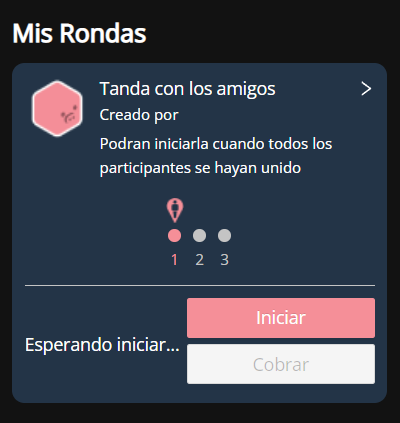 Mis Rondas
Tanda con los amigos
Creado por
Podran iniciarla cuando todos los
participantes se hayan unido
1 2 3
Esperando iniciar...
Iniciar
Cobrar